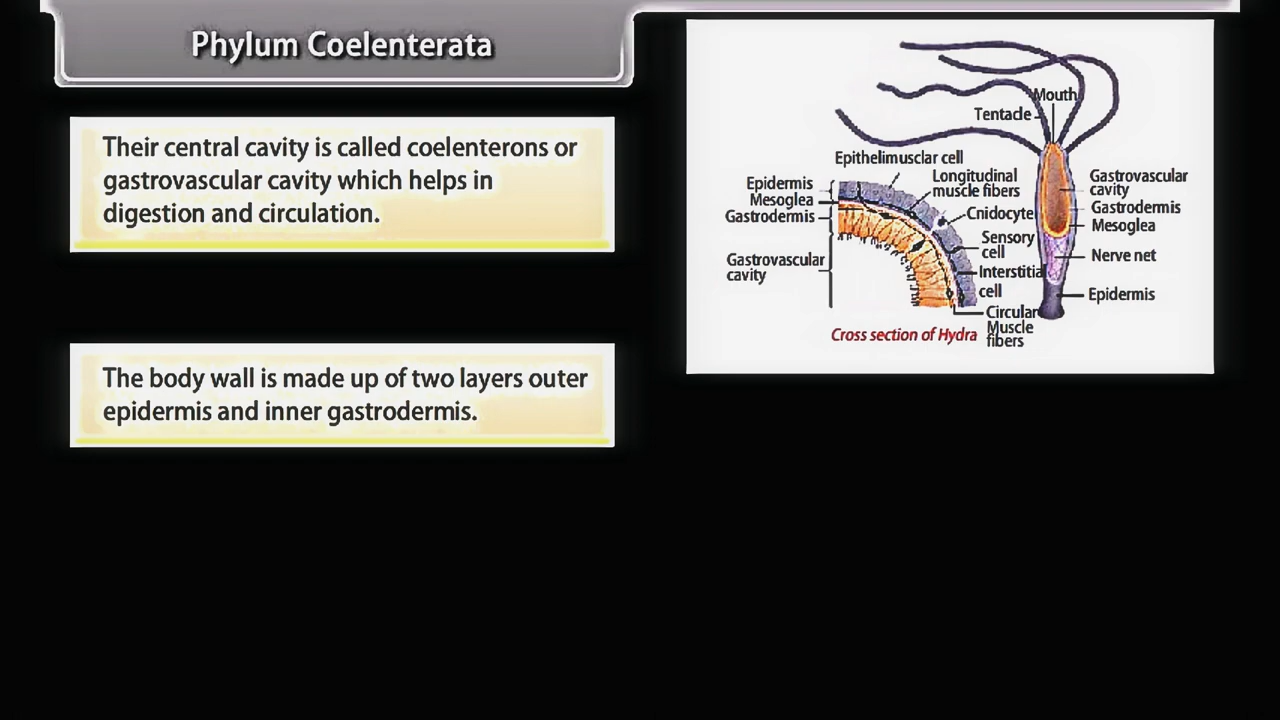 Phylum Coelenterata
Their central cavity is called coelenterons or
gastrovascular cavity which helps in
digestion and circulation.
The body wall is made up of two layers outer
epidermis and inner gastrodermis.
Mouth
Tentacle
Epithelimusclar cell
Longitudinal
muscle fibers
Epidermis
Mesoglea
Gastrodermis
Cnidocyte
Sensory
cell
Gastrovascular
cavity
Interstitia
cell
Circular
Muscle
fibers
Gastrovascular
cavity
Gastrodermis
Mesoglea
Nerve net
Epidermis
Cross section of Hydra